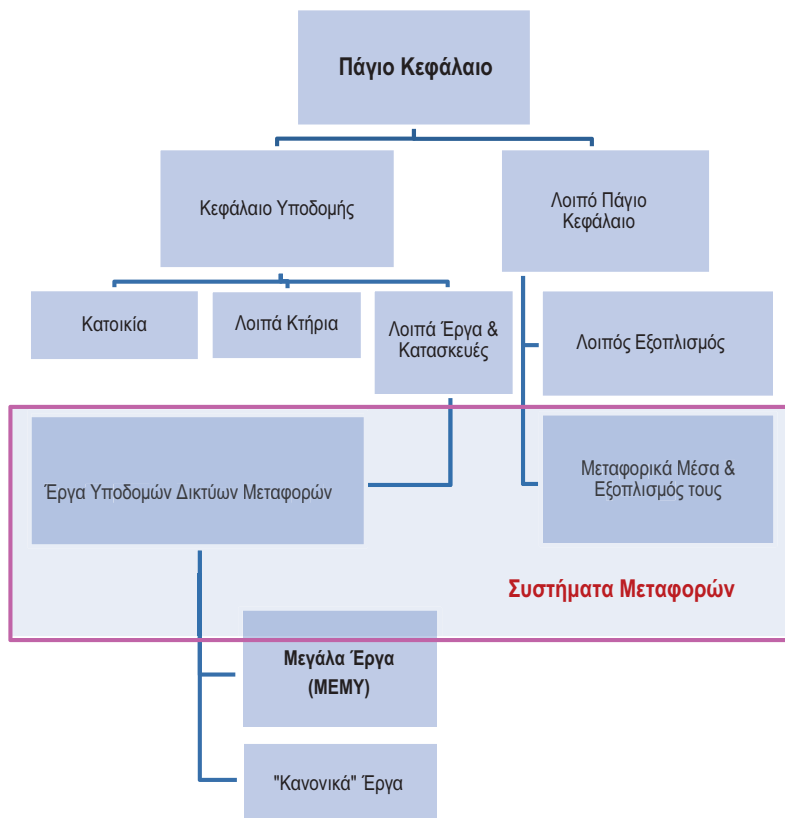 Πάγιο Κεφάλαιο
Κεφάλαιο Υποδομής
Λοιπό Πάγιο
Κεφάλαιο
Κατοικία
Λοιπά Κτήρια
Λοιπά Έργα &
Κατασκευές
Λοιπός Εξοπλισμός
Έργα Υποδομών Δικτύων Μεταφορών
Μεταφορικά Μέσα &
Εξοπλισμός τους
Συστήματα Μεταφορών
Μεγάλα Έργα
(ΜΕΜΥ)
"Κανονικά" Έργα